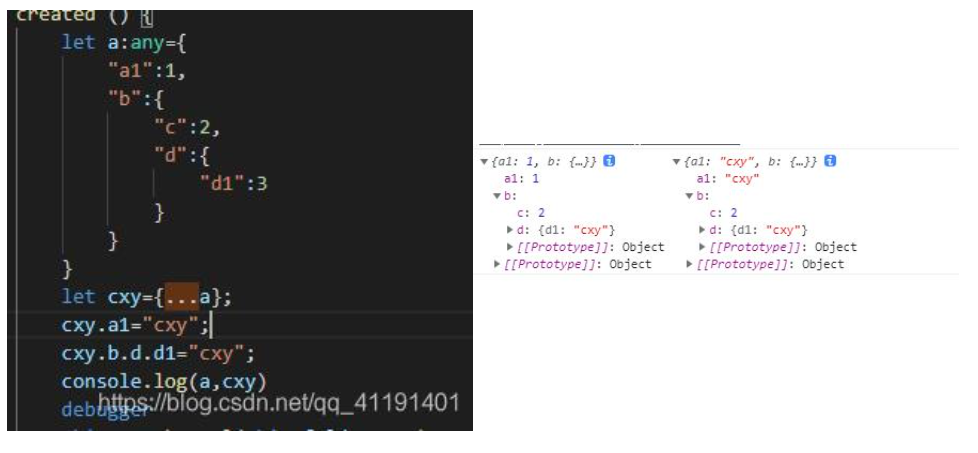 created () {
let a:any={
"a1":1,
"b":{
"c":2,
"d":{
"d1":3
}
}
}
let cxy={...a};
cxy.a1="cxy";
cxy.b.d.d1="cxy";
console.log(a,cxy)
https://blog.csdn.net/qq_41191401
debugger
▼{a1: 1, b: {…}} i
a1: 1
▼b:
c: 2
▶d: {d1: "cxy"}
▶[[Prototype]]: Object
▶[[Prototype]]: Object
▼{a1: "cxy", b: {…}} i
a1: "cxy"
▼b:
c: 2
▶d: {d1: "cxy"}
▶[[Prototype]]: Object
▶[[Prototype]]: Object